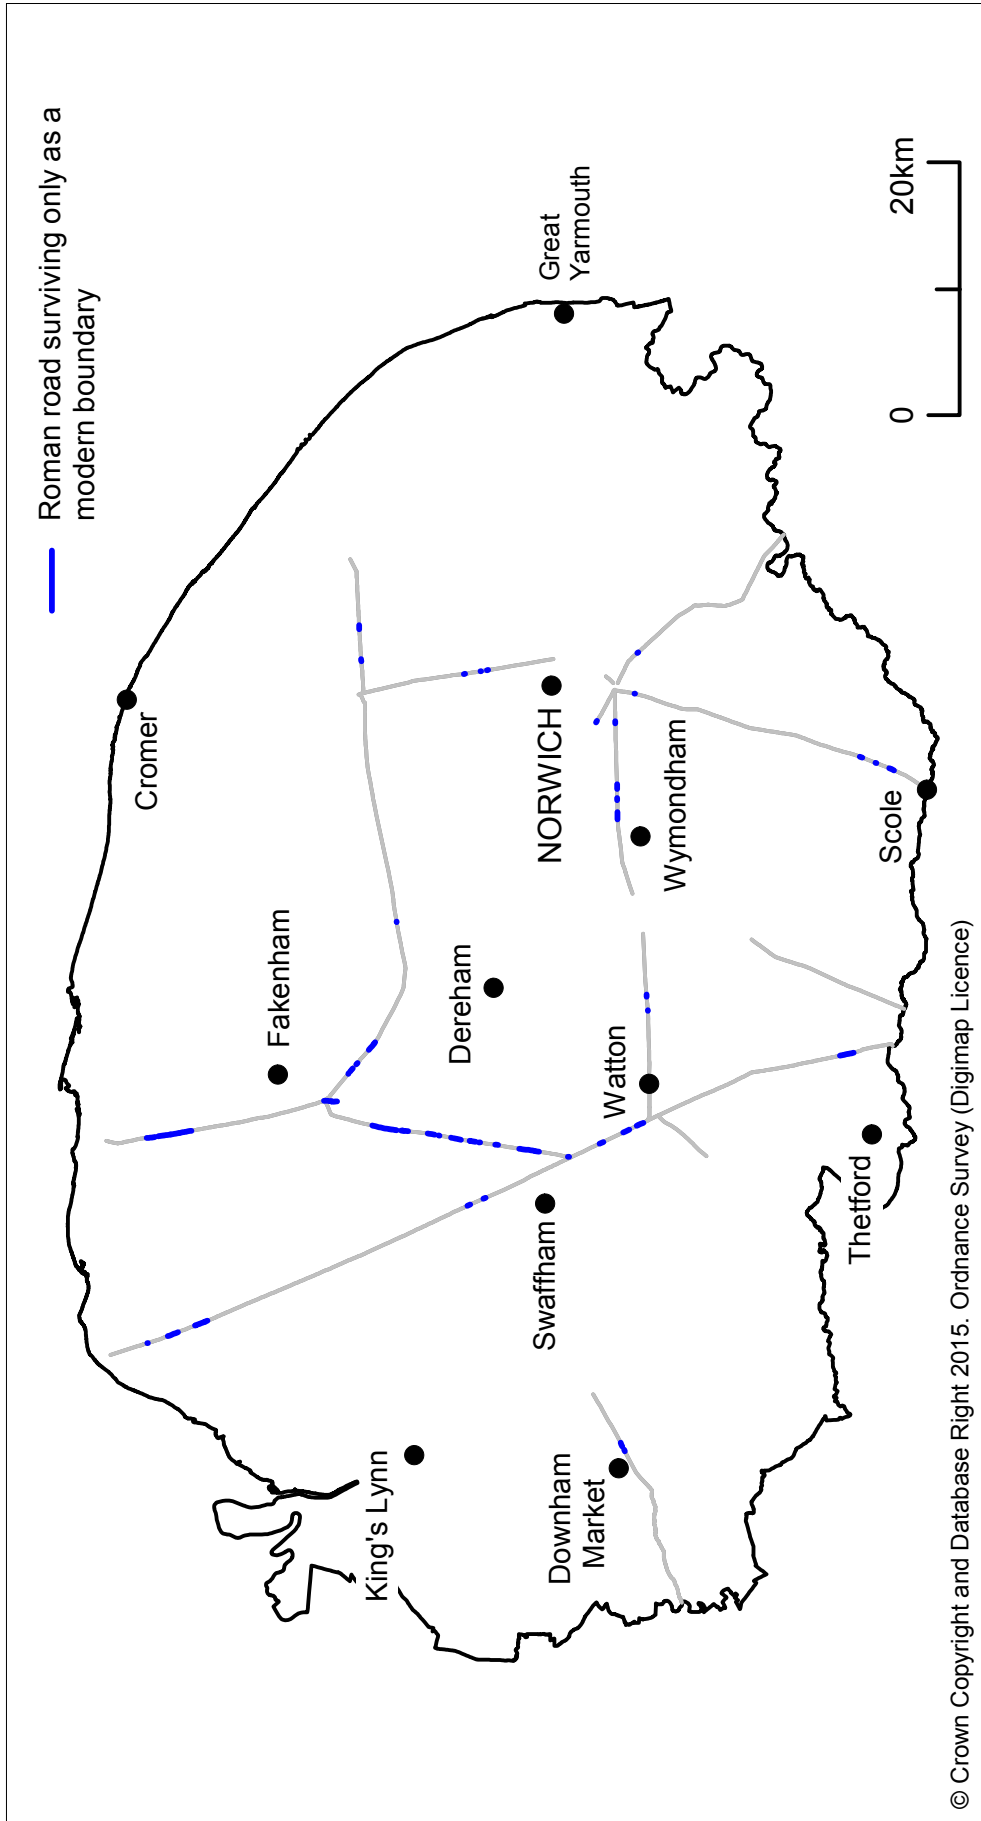 Roman road surviving only as a
modern boundary
Cromer
Fakenham
King's Lynn
Dereham
NORWICH
Great
Yarmouth
Swaffham
Downham
Market
Watton
Wymondham
Thetford
Scole
0
20km
© Crown Copyright and Database Right 2015. Ordnance Survey (Digimap Licence)